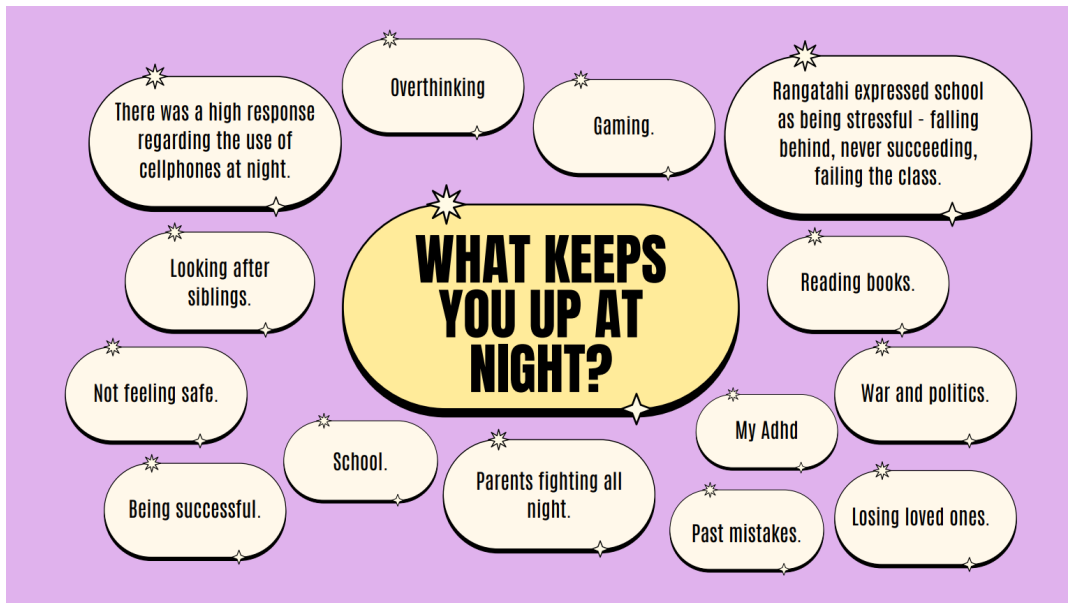 Overthinking
There was a high response
regarding the use of
cellphones at night.
Gaming.
Rangatahi expressed school
as being stressful - falling
behind, never succeeding,
failing the class.
WHAT KEEPS
YOU UP AT
NIGHT?
Looking after
siblings.
Reading books.
Not feeling safe.
War and politics.
My Adhd
School.
Parents fighting all
night.
Being successful.
Past mistakes.
Losing loved ones.